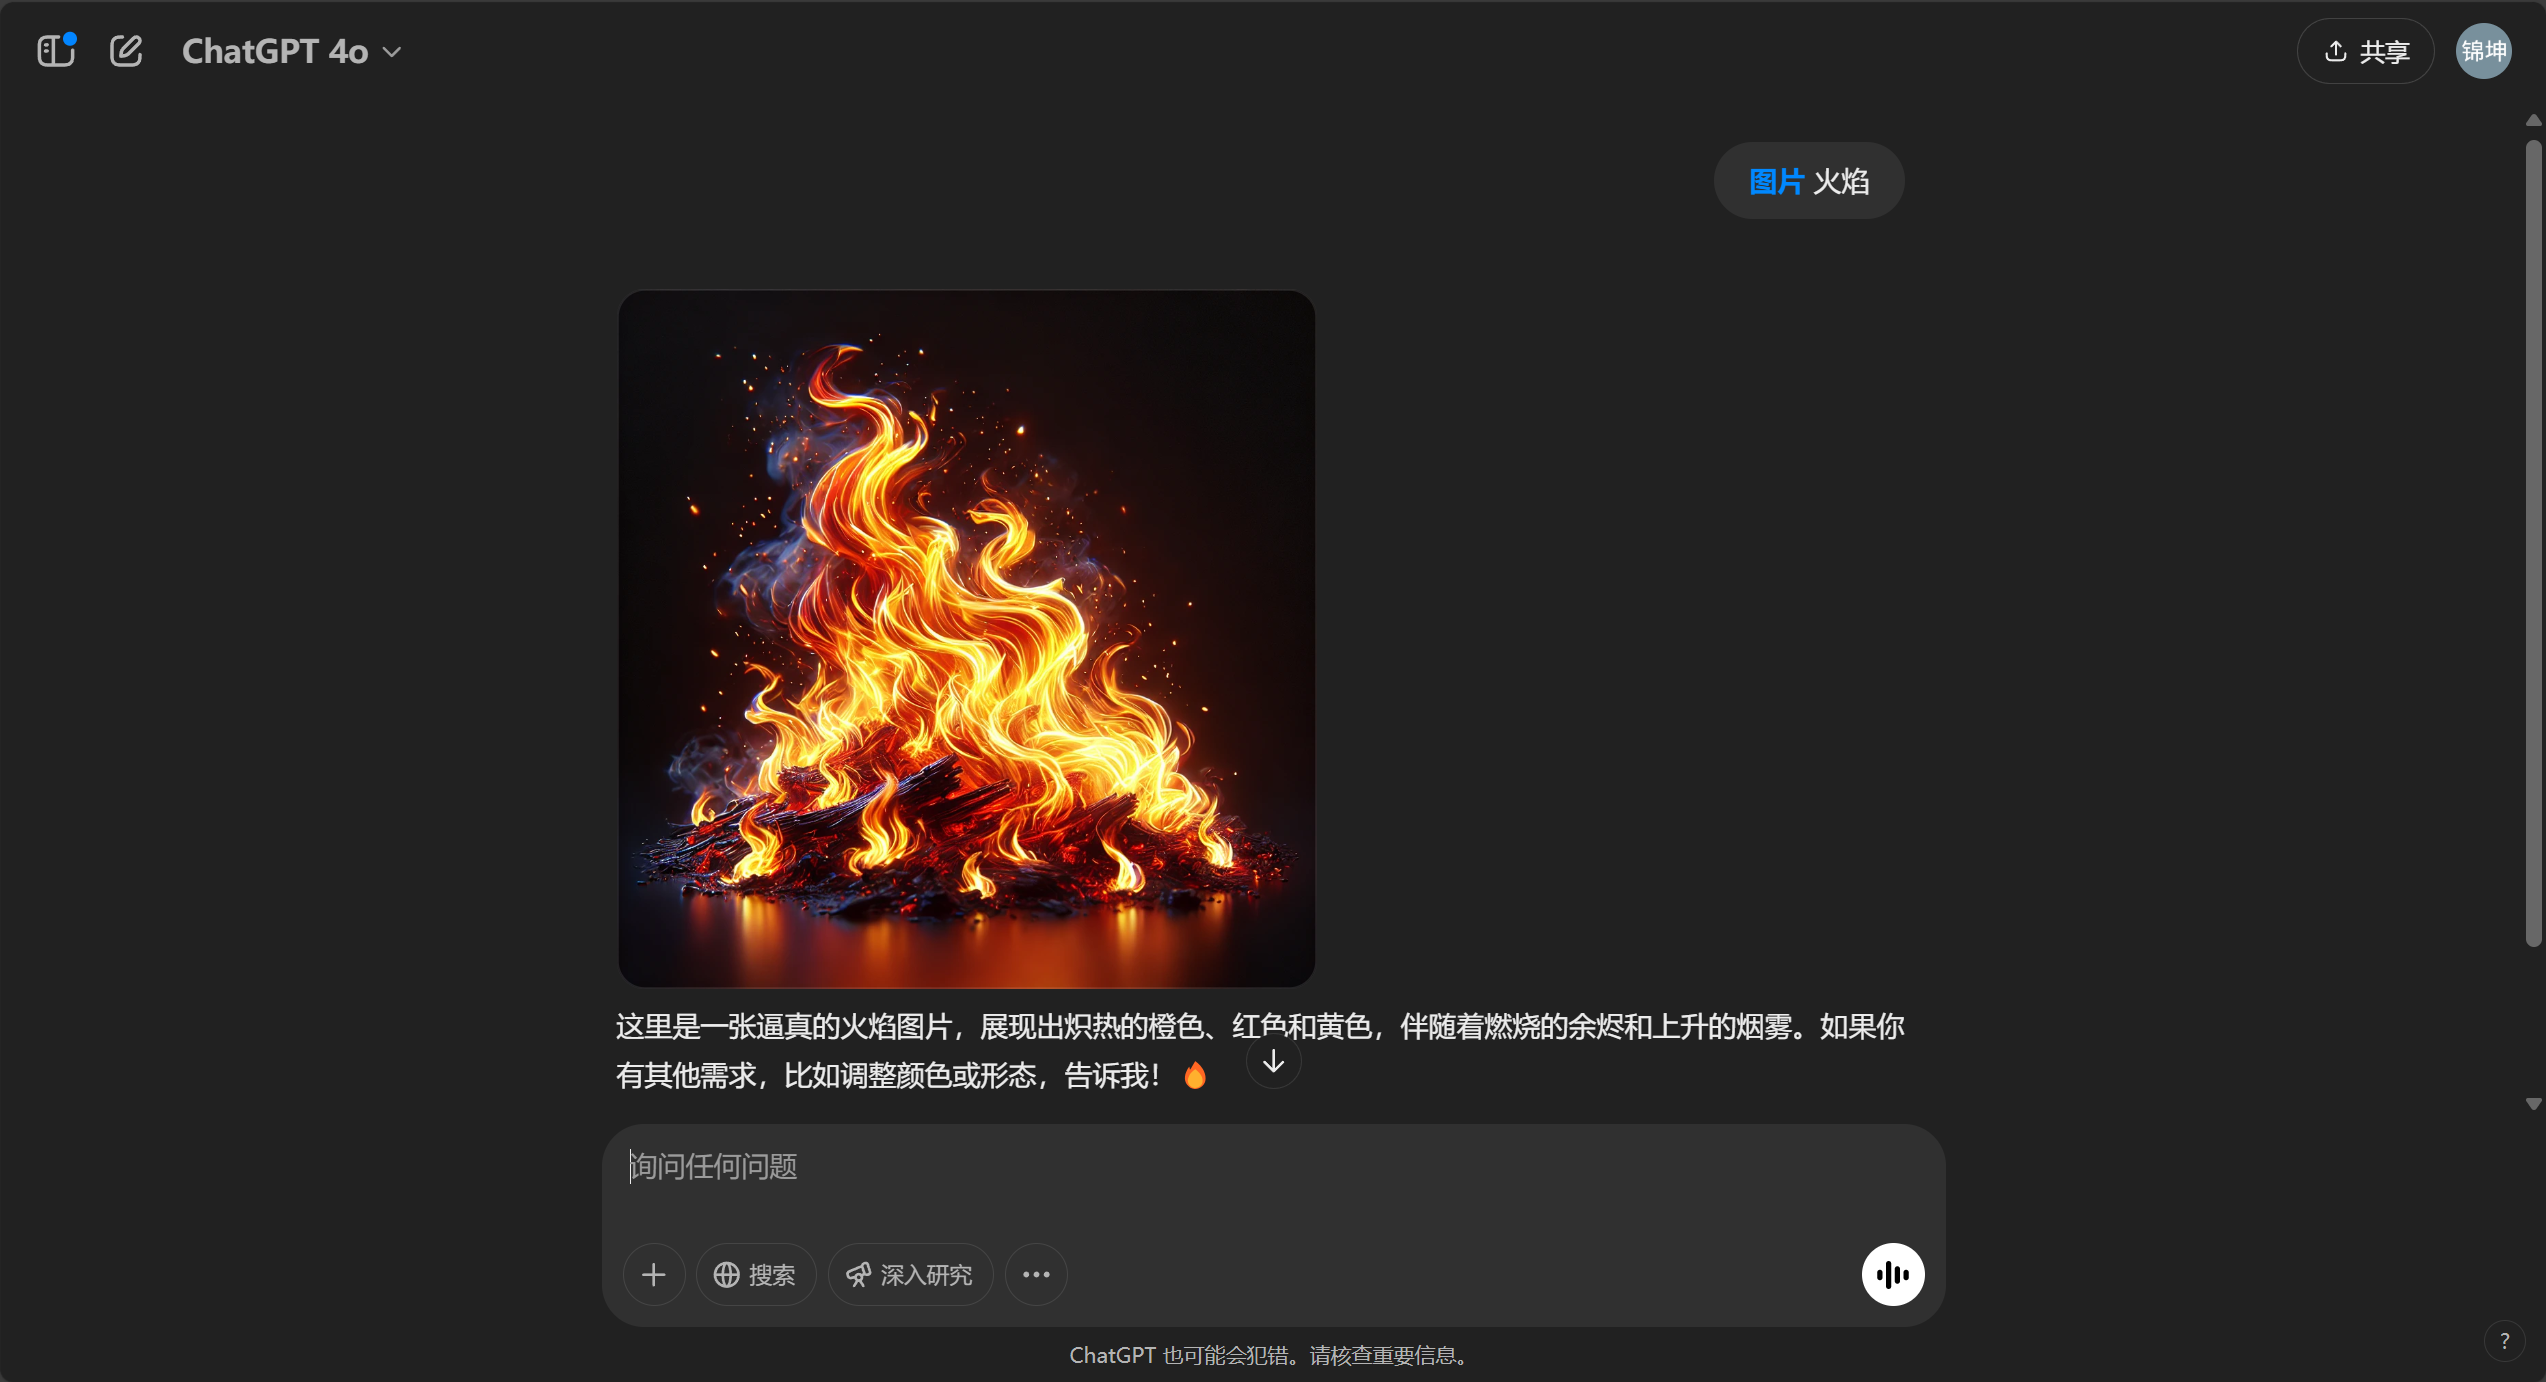 ChatGPT 4o
共享
锦坤
图片 火焰
这里是一张逼真的火焰图片，展现出炽热的橙色、红色和黄色，伴随着燃烧的余烬和上升的烟雾。如果你
有其他需求，比如调整颜色或形态，告诉我！🔥
询问任何问题
搜索
深入研究
ChatGPT 也可能会犯错。请核查重要信息。
?